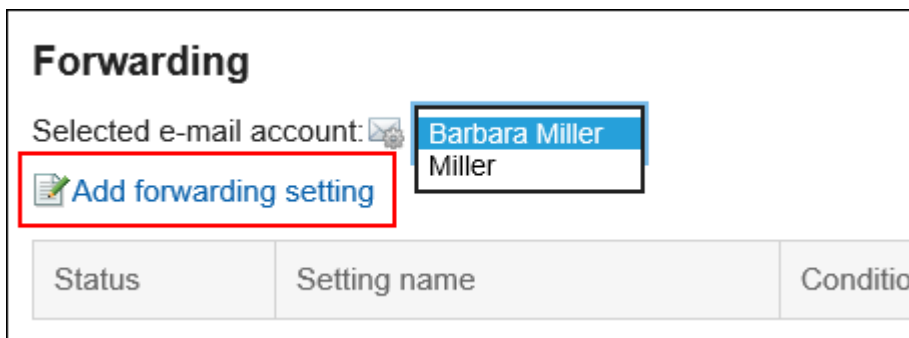 Forwarding
Selected e-mail account: Barbara Miller
Miller
Add forwarding setting
Status Setting name Conditio